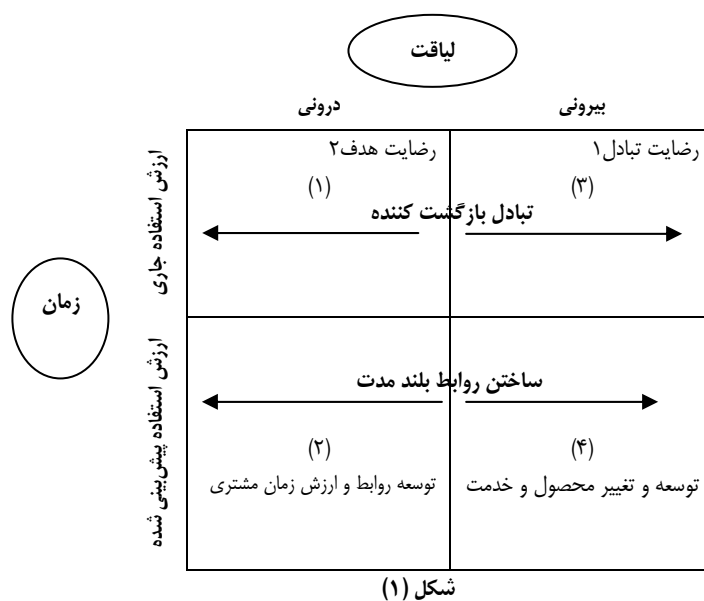 لیاقت
بیرونی
درونی
ارزش استفاده جاری
رضایت تبادل۱
رضایت هدف۲
(۳)
(۱)
تبادل بازگشت کننده
زمان
ارزش استفاده پیش‌بینی شده
ساختن روابط بلند مدت
(۴)
(۲)
توسعه و تغییر محصول و خدمت
توسعه روابط و ارزش زمان مشتری
شکل (۱)